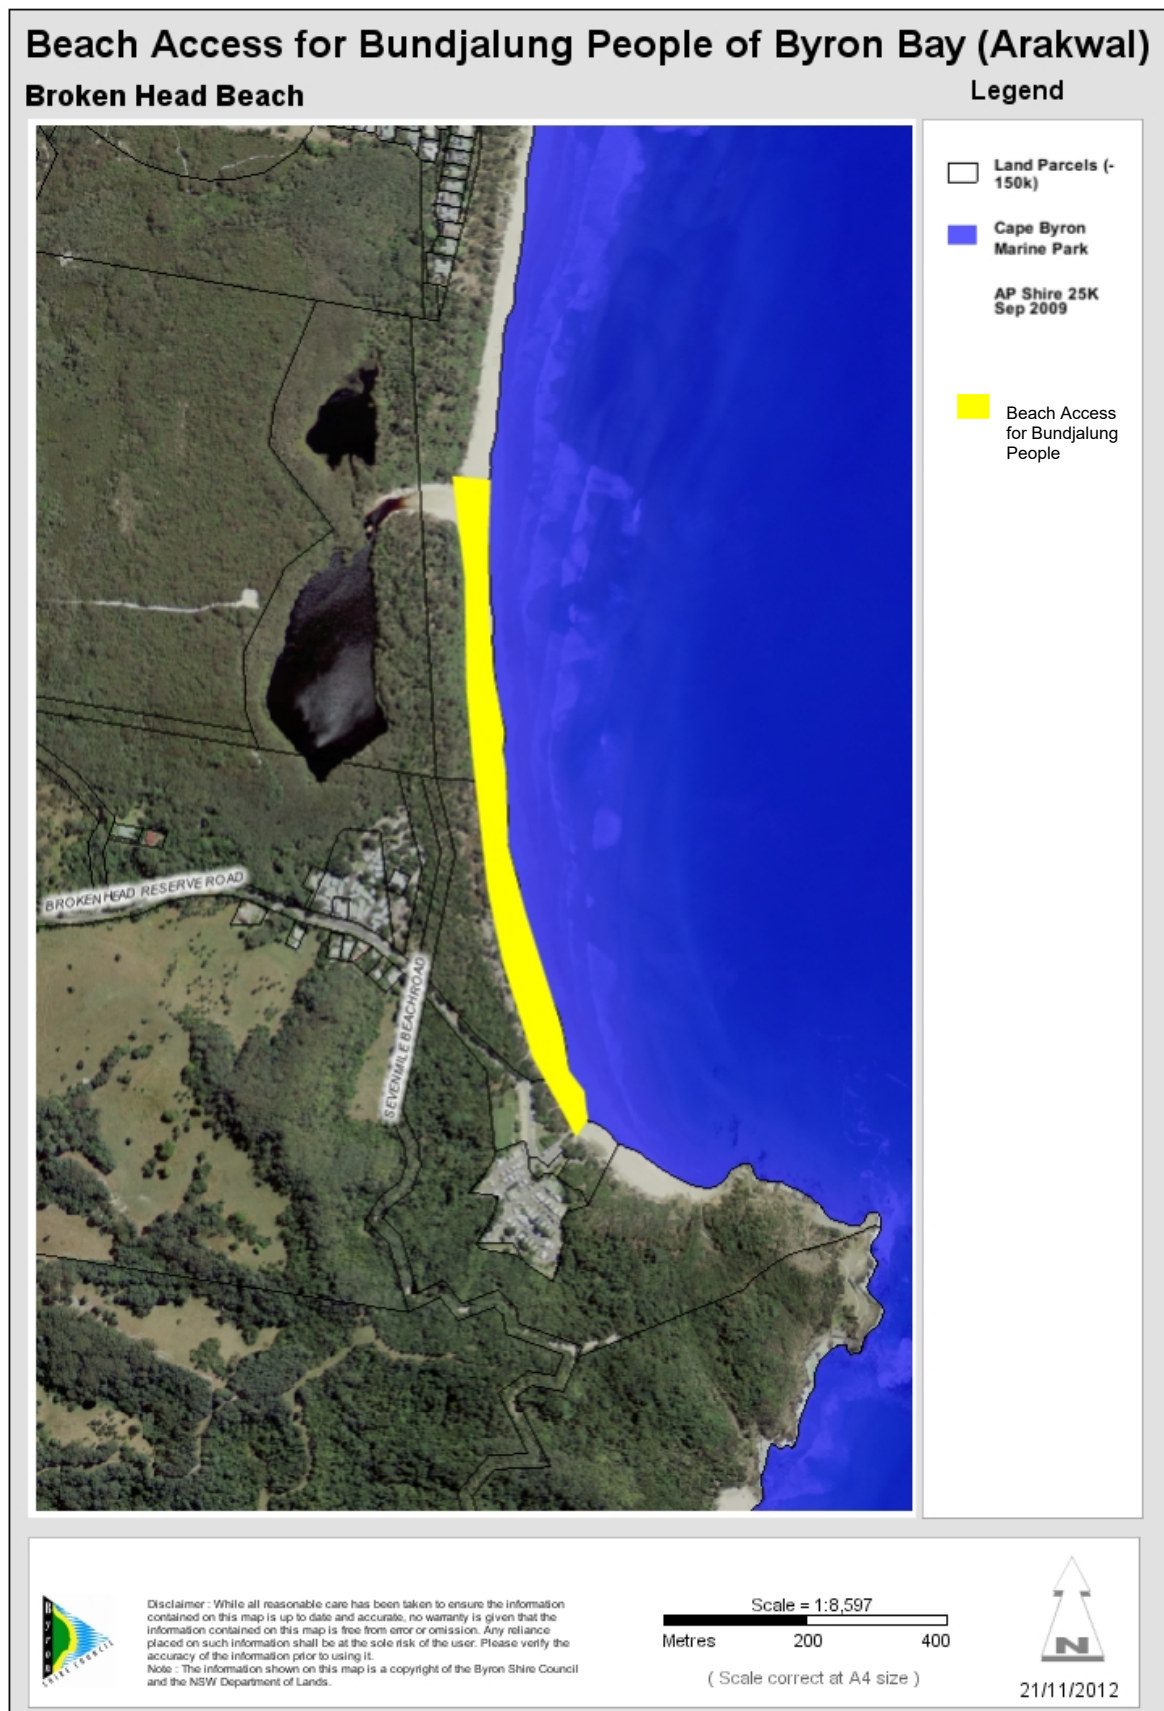 Beach Access for Bundjalung People of Byron Bay (Arakwal)
Broken Head Beach
Legend
Land Parcels (-
150k)
Cape Byron
Marine Park
AP Shire 25K
Sep 2009
Beach Access
for Bundjalung
People
BROKEN HEAD RESERVE ROAD
SEVENMILE BEACH ROAD
Byron
SHIRE COUNCIL
Disclaimer : While all reasonable care has been taken to ensure the information
contained on this map is up to date and accurate, no warranty is given that the
information contained on this map is free from error or omission. Any reliance
placed on such information shall be at the sole risk of the user. Please verify the
accuracy of the information prior to using it.
Note : The information shown on this map is a copyright of the Byron Shire Council
and the NSW Department of Lands.
Scale = 1:8,597
Metres 200 400
( Scale correct at A4 size )
N
21/11/2012